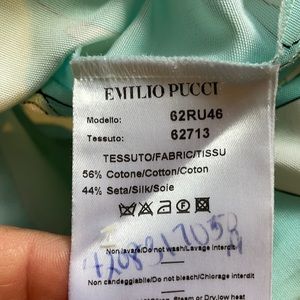 EMILIO PUCCI
Modello: 62RU46
Tessuto: 62713
TESSUTO/FABRIC/TISSU
56% Cotone/Cotton/Coton
44% Seta/Silk/Soie
Non lavare/Do not wash/Lavage interdit
Non candeggiabile/Do not bleach/Chlorage interdit